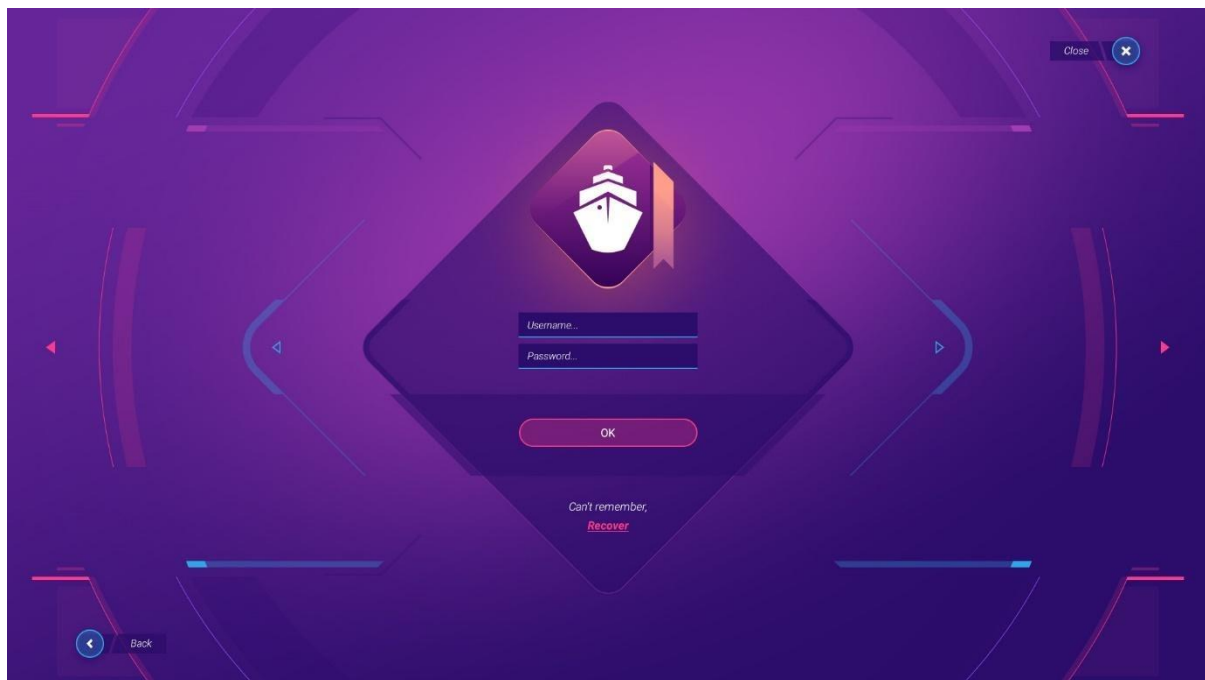 Close
Username...
Password...
OK
Can't remember,
Recover
Back